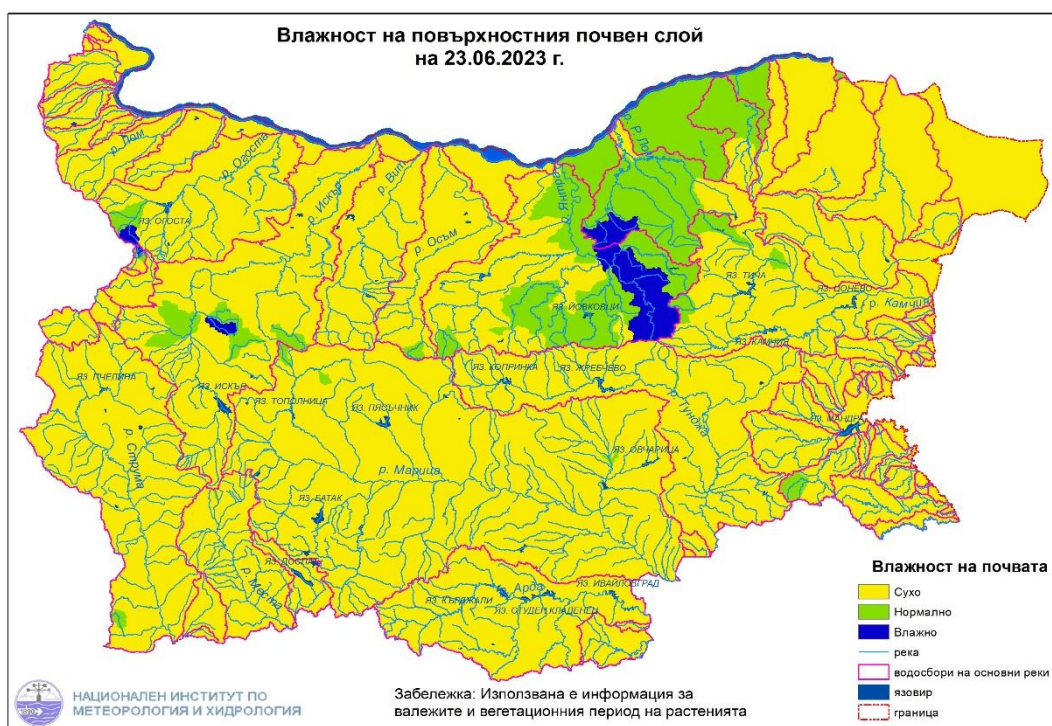 Влажност на повърхностния почвен слой
на 23.06.2023 г.
р. Лом
р. Огоста
р. Искър
р. Вит
р. Осъм
р. Янтра
р. Р.Лом
ЯЗ. ОГОСТА
ЯЗ. ТИЧА
ЯЗ. ЦОНЕВО
р. Камчия
ЯЗ. ЙОВКОВЦИ
ЯЗ. КАМЧИЯ
ЯЗ. ПЧЕЛИНА
ЯЗ. ИСКЪР
ЯЗ. ТОПОЛНИЦА
ЯЗ. ПЯСЪЧНИК
ЯЗ. КОПРИНКА
ЯЗ. ЖРЕБЧЕВО
р. Тунджа
ЯЗ. МАНДРА
р. Струма
р. Марица
ЯЗ. ОВЧАРИЦА
ЯЗ. БАТАК
ЯЗ. ДОСПАТ
р. Места
Арда
ЯЗ. ИВАЙЛОВГРАД
ЯЗ. КЪРДЖАЛИ
ЯЗ. СТУДЕН КЛАДЕНЕЦ
Влажност на почвата
Сухо
Нормално
Влажно
река
водосбори на основни реки
язовир
граница
1890
НАЦИОНАЛЕН ИНСТИТУТ ПО
МЕТЕОРОЛОГИЯ И ХИДРОЛОГИЯ
Забележка: Използвана е информация за
валежите и вегетационния период на растенията